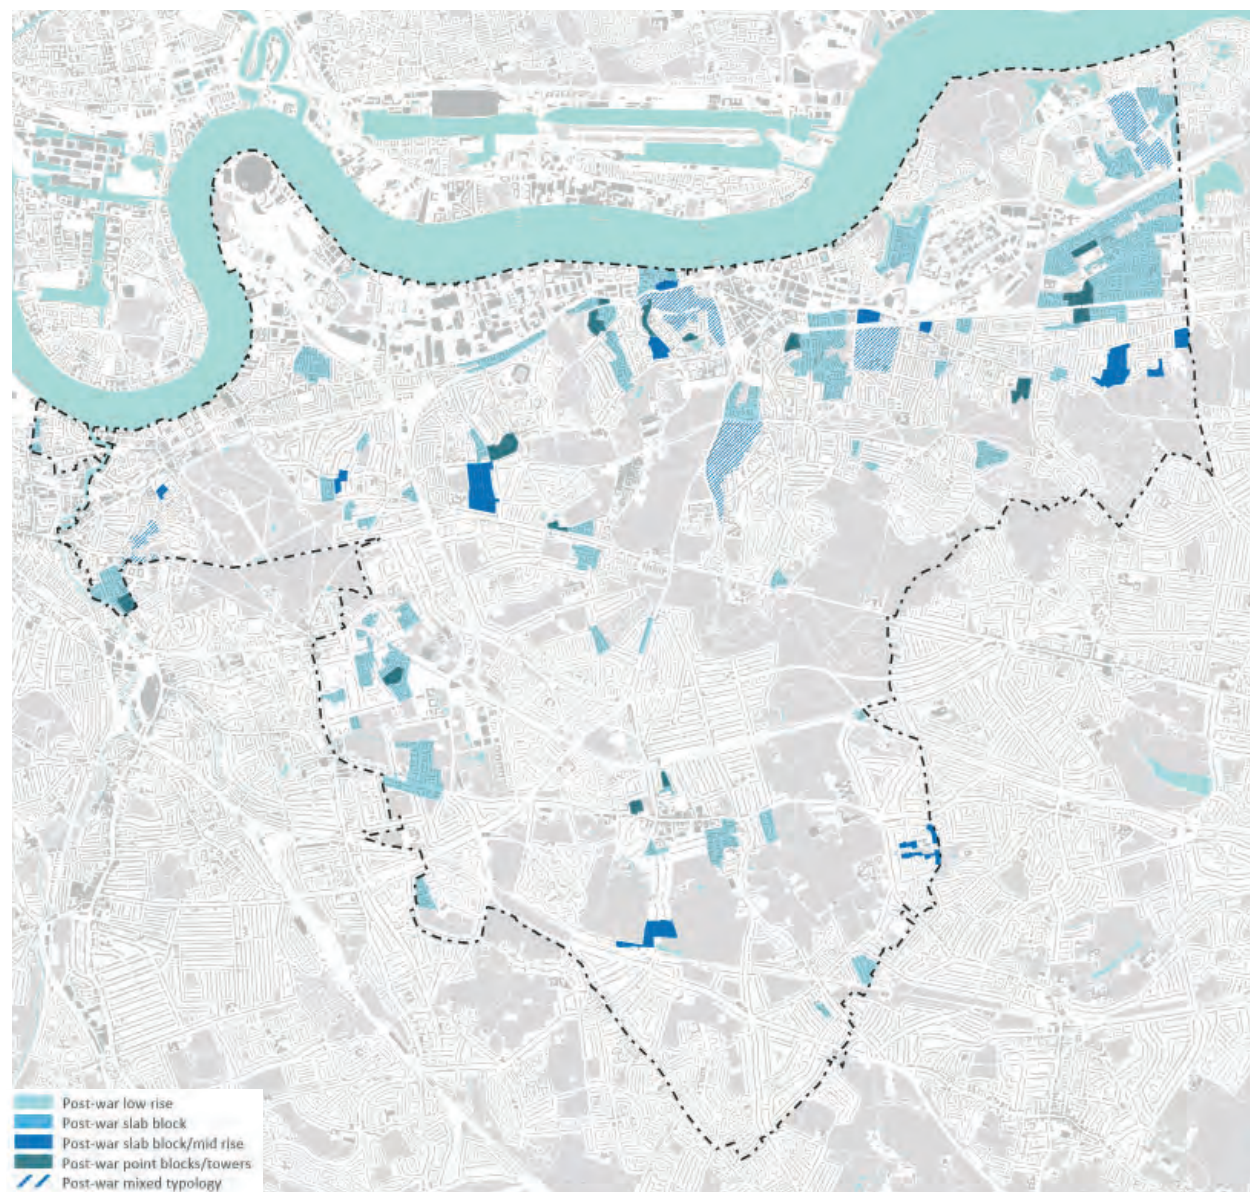 Post-war low rise
Post-war slab block
Post-war slab block/mid rise
Post-war point blocks/towers
Post-war mixed typology